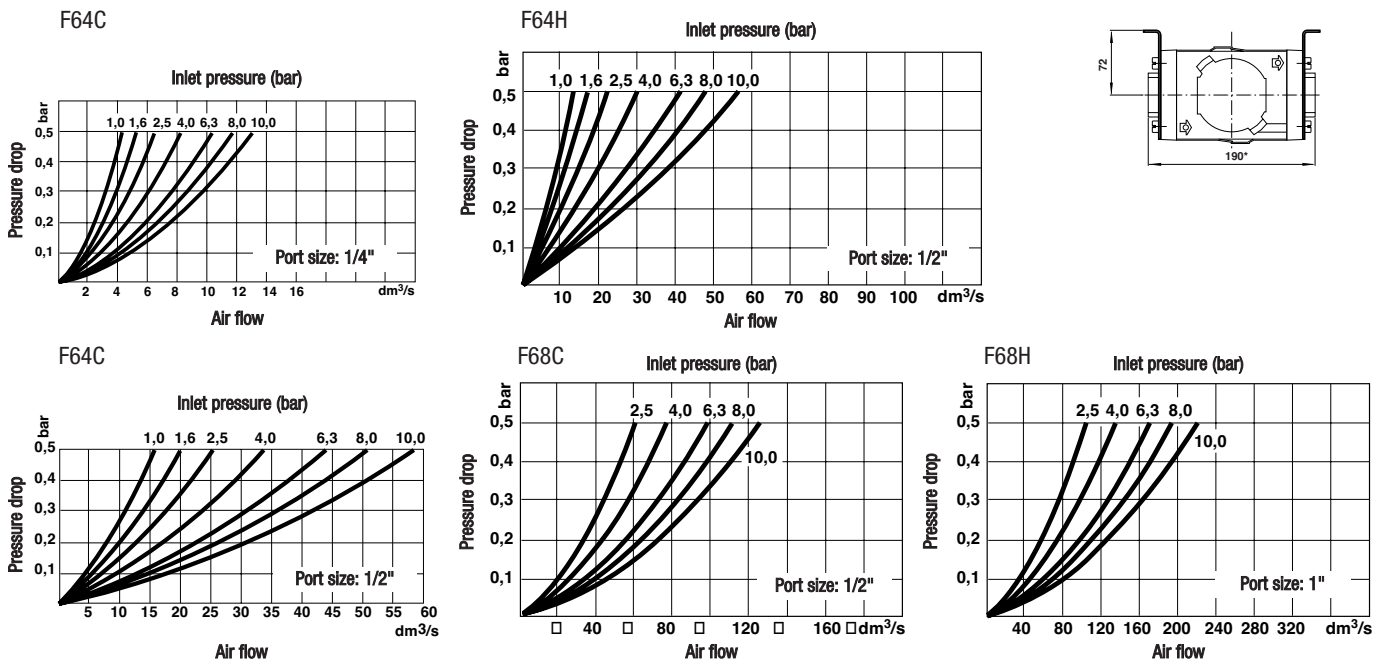 F64C
Inlet pressure (bar)
bar
1,0 1,6 2,5 4,0 6,3 8,0 10,0
0,5
0,4
0,3
0,2
0,1
Pressure drop
Port size: 1/4"
2 4 6 8 10 12 14 16 dm³/s
Air flow
F64H
Inlet pressure (bar)
bar
1,0 1,6 2,5 4,0 6,3 8,0 10,0
0,5
0,4
0,3
0,2
0,1
Pressure drop
Port size: 1/2"
10 20 30 40 50 60 70 80 90 100 dm³/s
Air flow
72
190*
F64C
Inlet pressure (bar)
bar
1,0 1,6 2,5 4,0 6,3 8,0 10,0
0,5
0,4
0,3
0,2
0,1
Pressure drop
Port size: 1/2"
5 10 15 20 25 30 35 40 45 50 55 60
dm³/s
Air flow
F68C
Inlet pressure (bar)
bar
2,5 4,0 6,3 8,0
10,0
0,5
0,4
0,3
0,2
0,1
Pressure drop
Port size: 1/2"
40 80 120 160 dm³/s
Air flow
F68H
Inlet pressure (bar)
bar
2,5 4,0 6,3 8,0
10,0
0,5
0,4
0,3
0,2
0,1
Pressure drop
Port size: 1"
40 80 120 160 200 240 280 320 dm³/s
Air flow